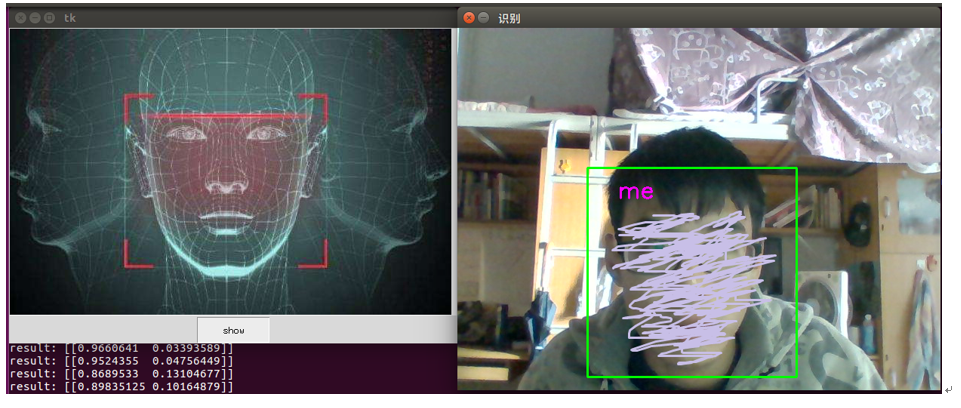 tk
识别
me
show
result: [[0.9660641  0.03393589]]
result: [[0.9524355  0.04756449]]
result: [[0.8689533  0.13104677]]
result: [[0.89835125 0.10164879]]